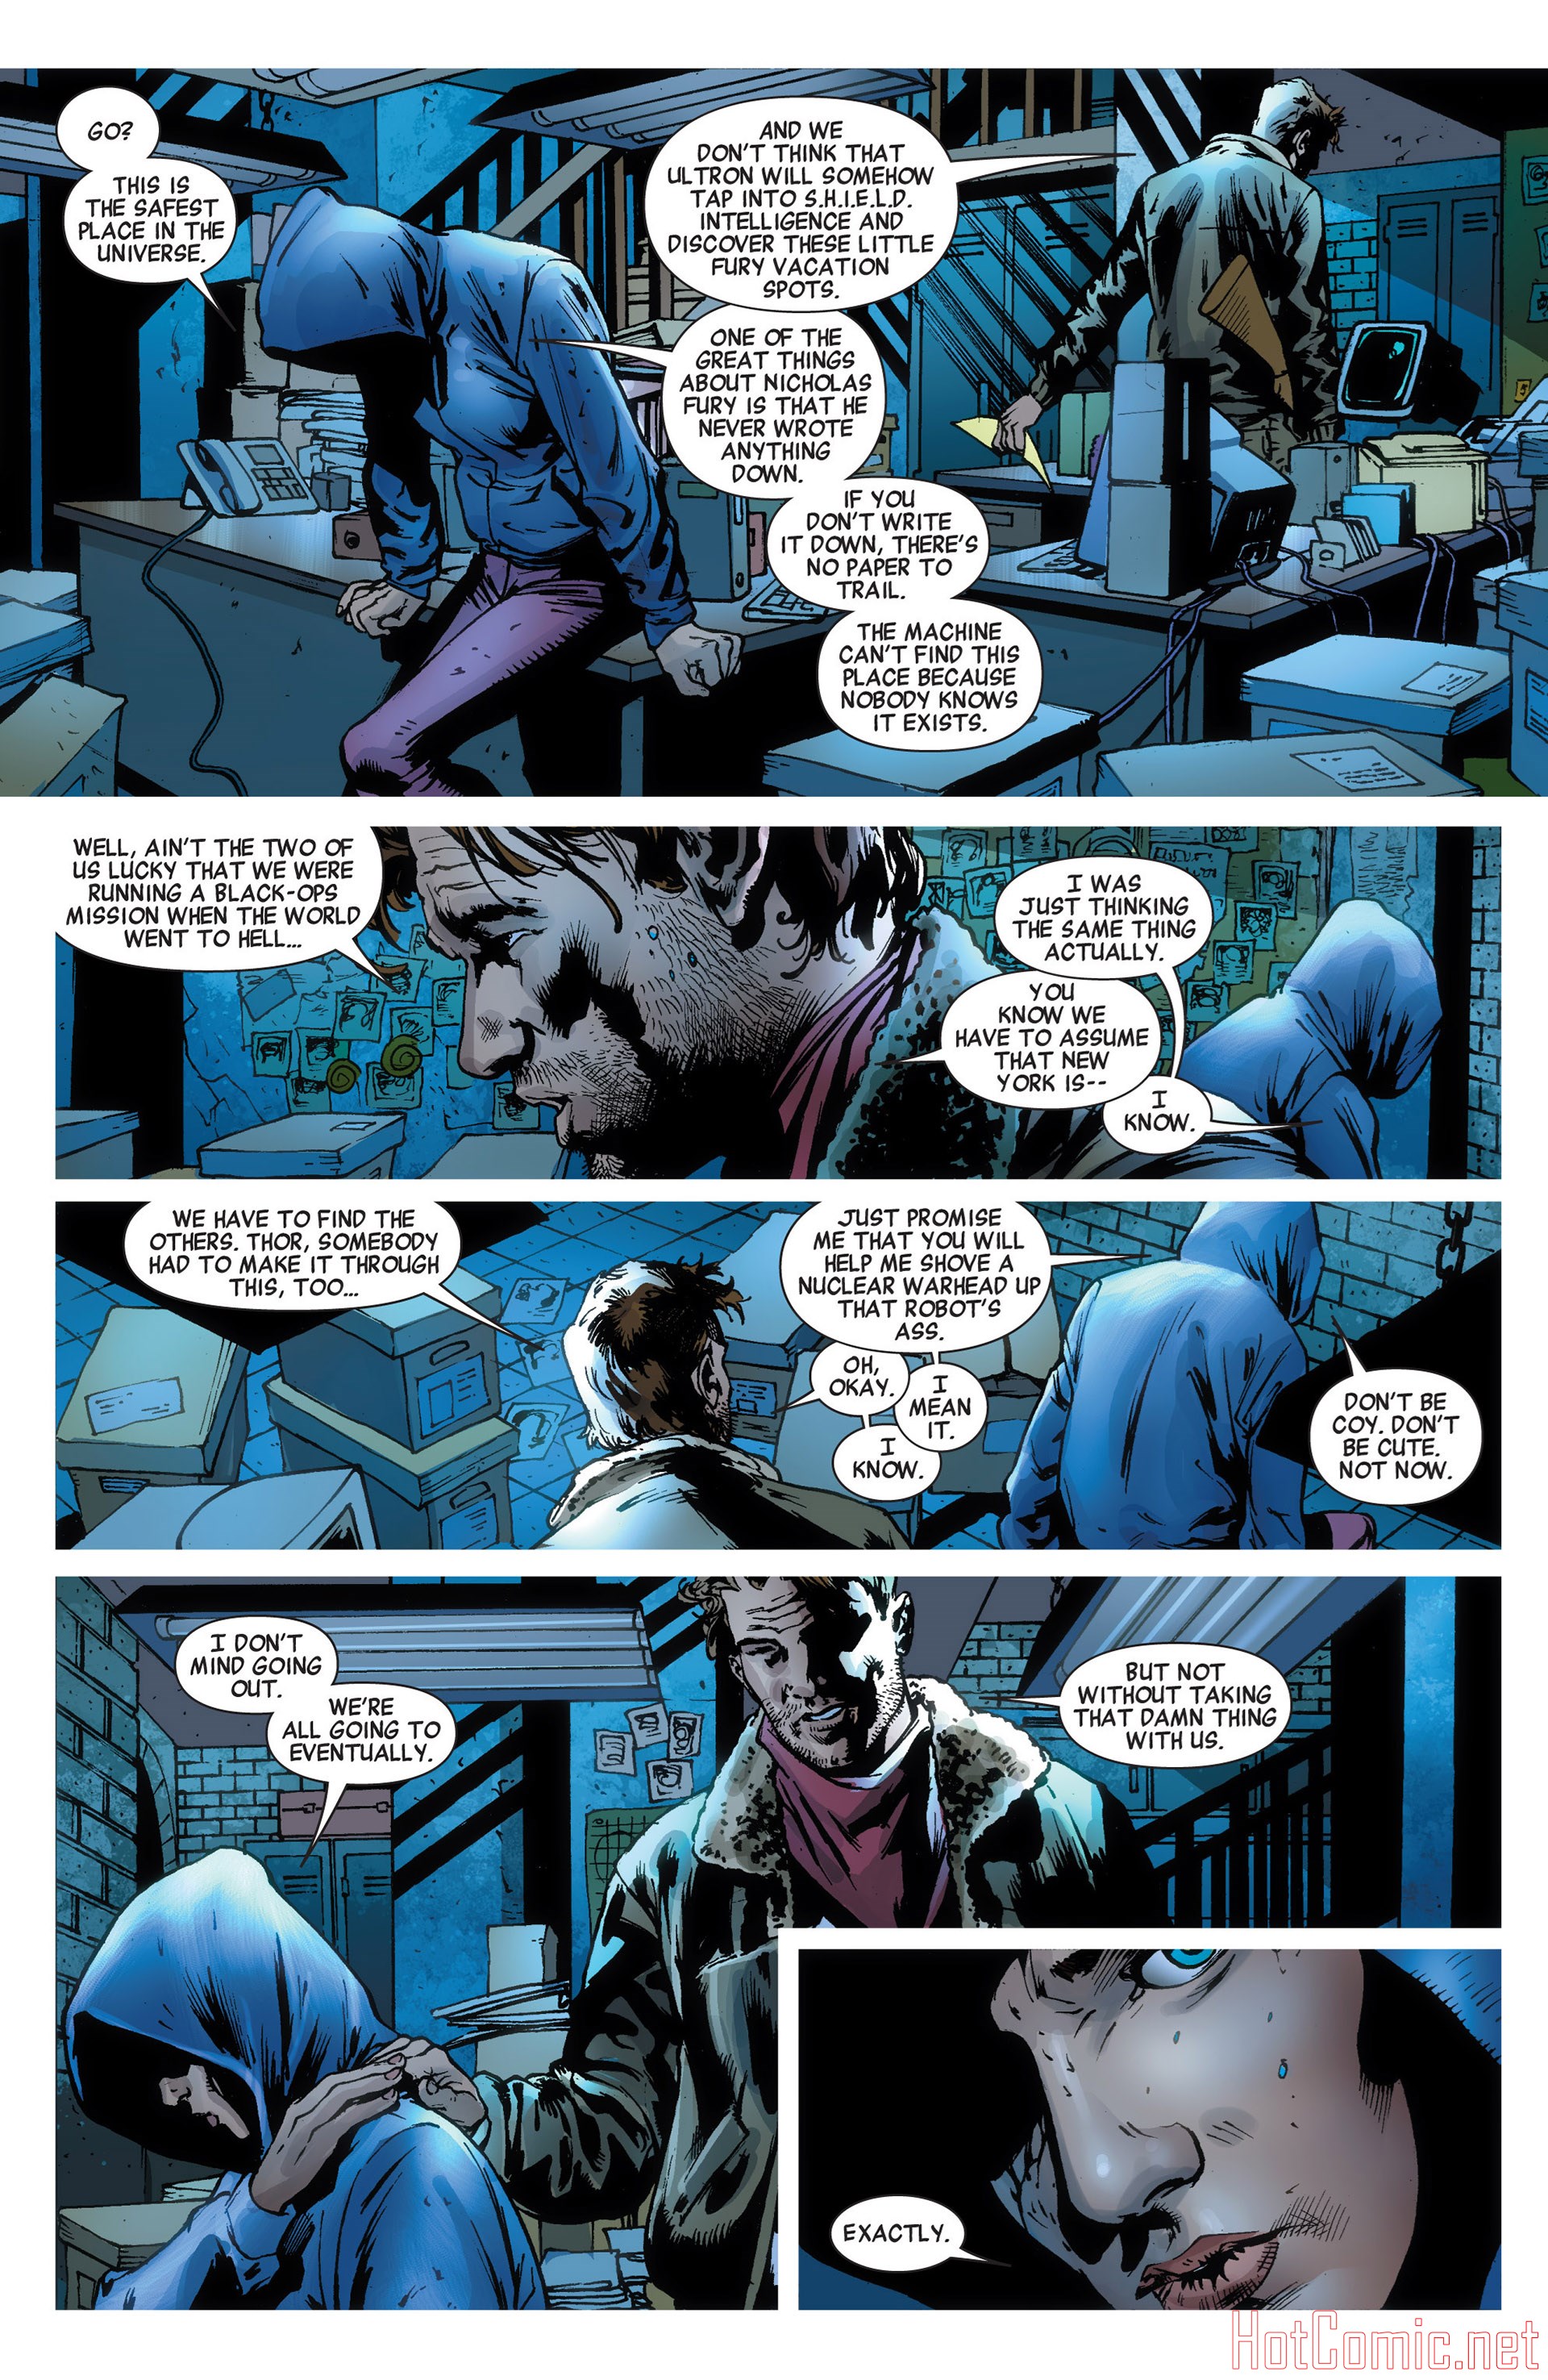 GO?
THIS IS
THE SAFEST
PLACE IN THE
UNIVERSE.
AND WE
DON'T THINK THAT
ULTRON WILL SOMEHOW
TAP INTO S.H.I.E.L.D.
INTELLIGENCE AND
DISCOVER THESE LITTLE
FURY VACATION
SPOTS.
ONE OF THE
GREAT THINGS
ABOUT NICHOLAS
FURY IS THAT HE
NEVER WROTE
ANYTHING
DOWN.
IF YOU
DON'T WRITE
IT DOWN, THERE'S
NO PAPER TO
TRAIL.
THE MACHINE
CAN'T FIND THIS
PLACE BECAUSE
NOBODY KNOWS
IT EXISTS.
WELL, AIN'T THE TWO OF
US LUCKY THAT WE WERE
RUNNING A BLACK-OPS
MISSION WHEN THE WORLD
WENT TO HELL...
I WAS
JUST THINKING
THE SAME THING
ACTUALLY.
YOU
KNOW WE
HAVE TO ASSUME
THAT NEW
YORK IS--
I
KNOW.
WE HAVE TO FIND THE
OTHERS. THOR, SOMEBODY
HAD TO MAKE IT THROUGH
THIS, TOO...
JUST PROMISE
ME THAT YOU WILL
HELP ME SHOVE A
NUCLEAR WARHEAD UP
THAT ROBOT'S
ASS.
OH,
OKAY.
I
MEAN
IT.
I
KNOW.
DON'T BE
COY. DON'T
BE CUTE.
NOT NOW.
I DON'T
MIND GOING
OUT.
WE'RE
ALL GOING TO
EVENTUALLY.
BUT NOT
WITHOUT TAKING
THAT DAMN THING
WITH US.
EXACTLY.
HotComic.net